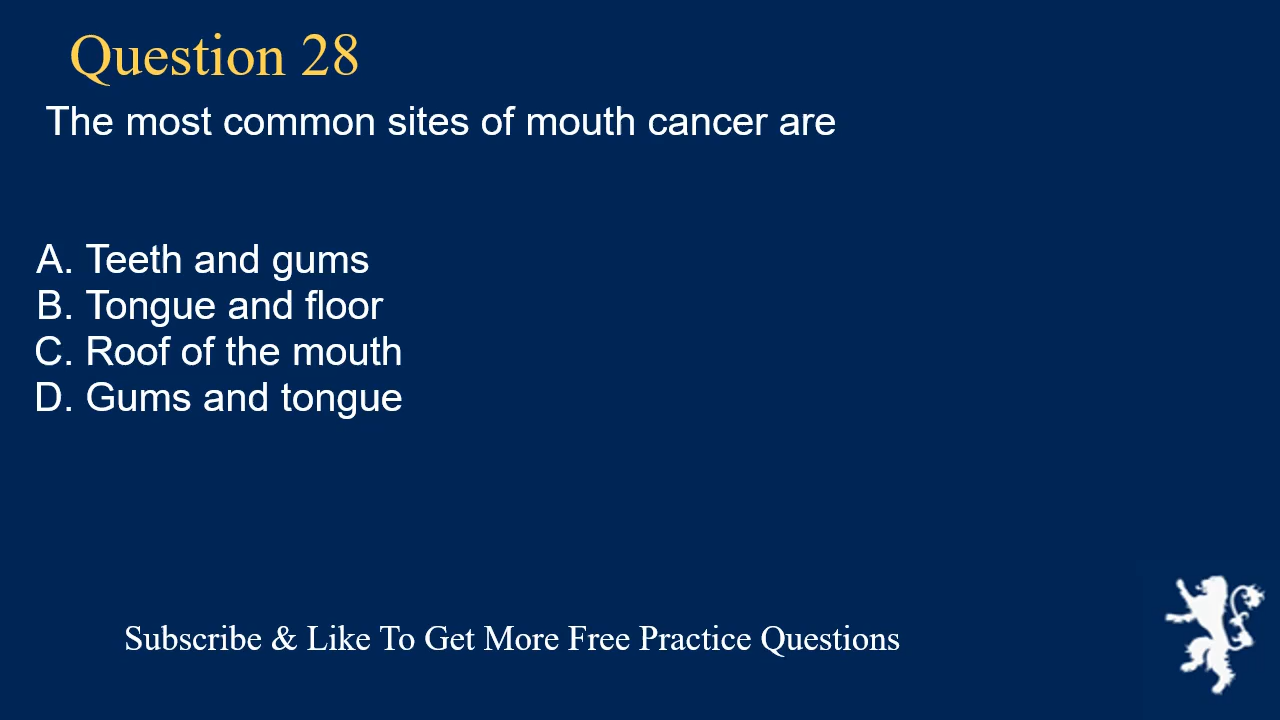 Question 28
The most common sites of mouth cancer are
A. Teeth and gums
B. Tongue and floor
C. Roof of the mouth
D. Gums and tongue
Subscribe & Like To Get More Free Practice Questions